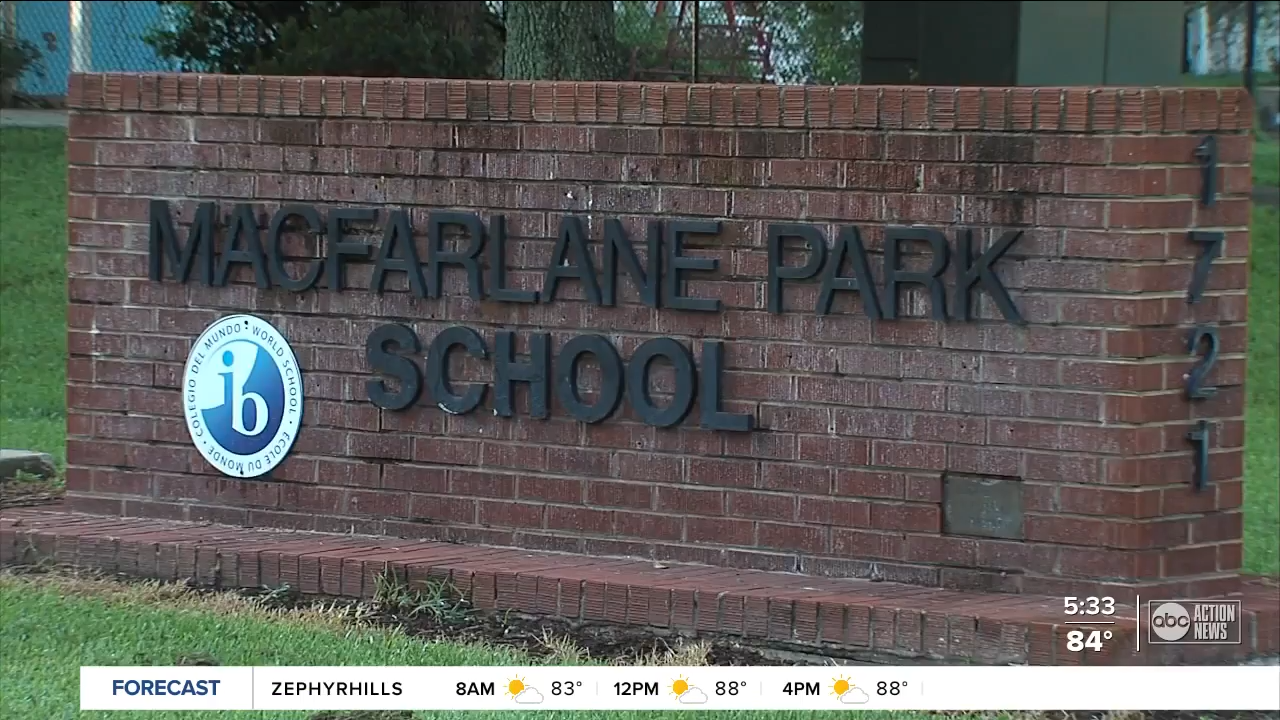 MACFARLANE PARK
SCHOOL
1
7
2
1
COLEGIO DEL MUNDO · WORLD SCHOOL · ÉCOLE DU MONDE ·
ib
5:33
84°
abc
ACTION
NEWS
FORECAST ZEPHYRHILLS 8AM 83° 12PM 88° 4PM 88°